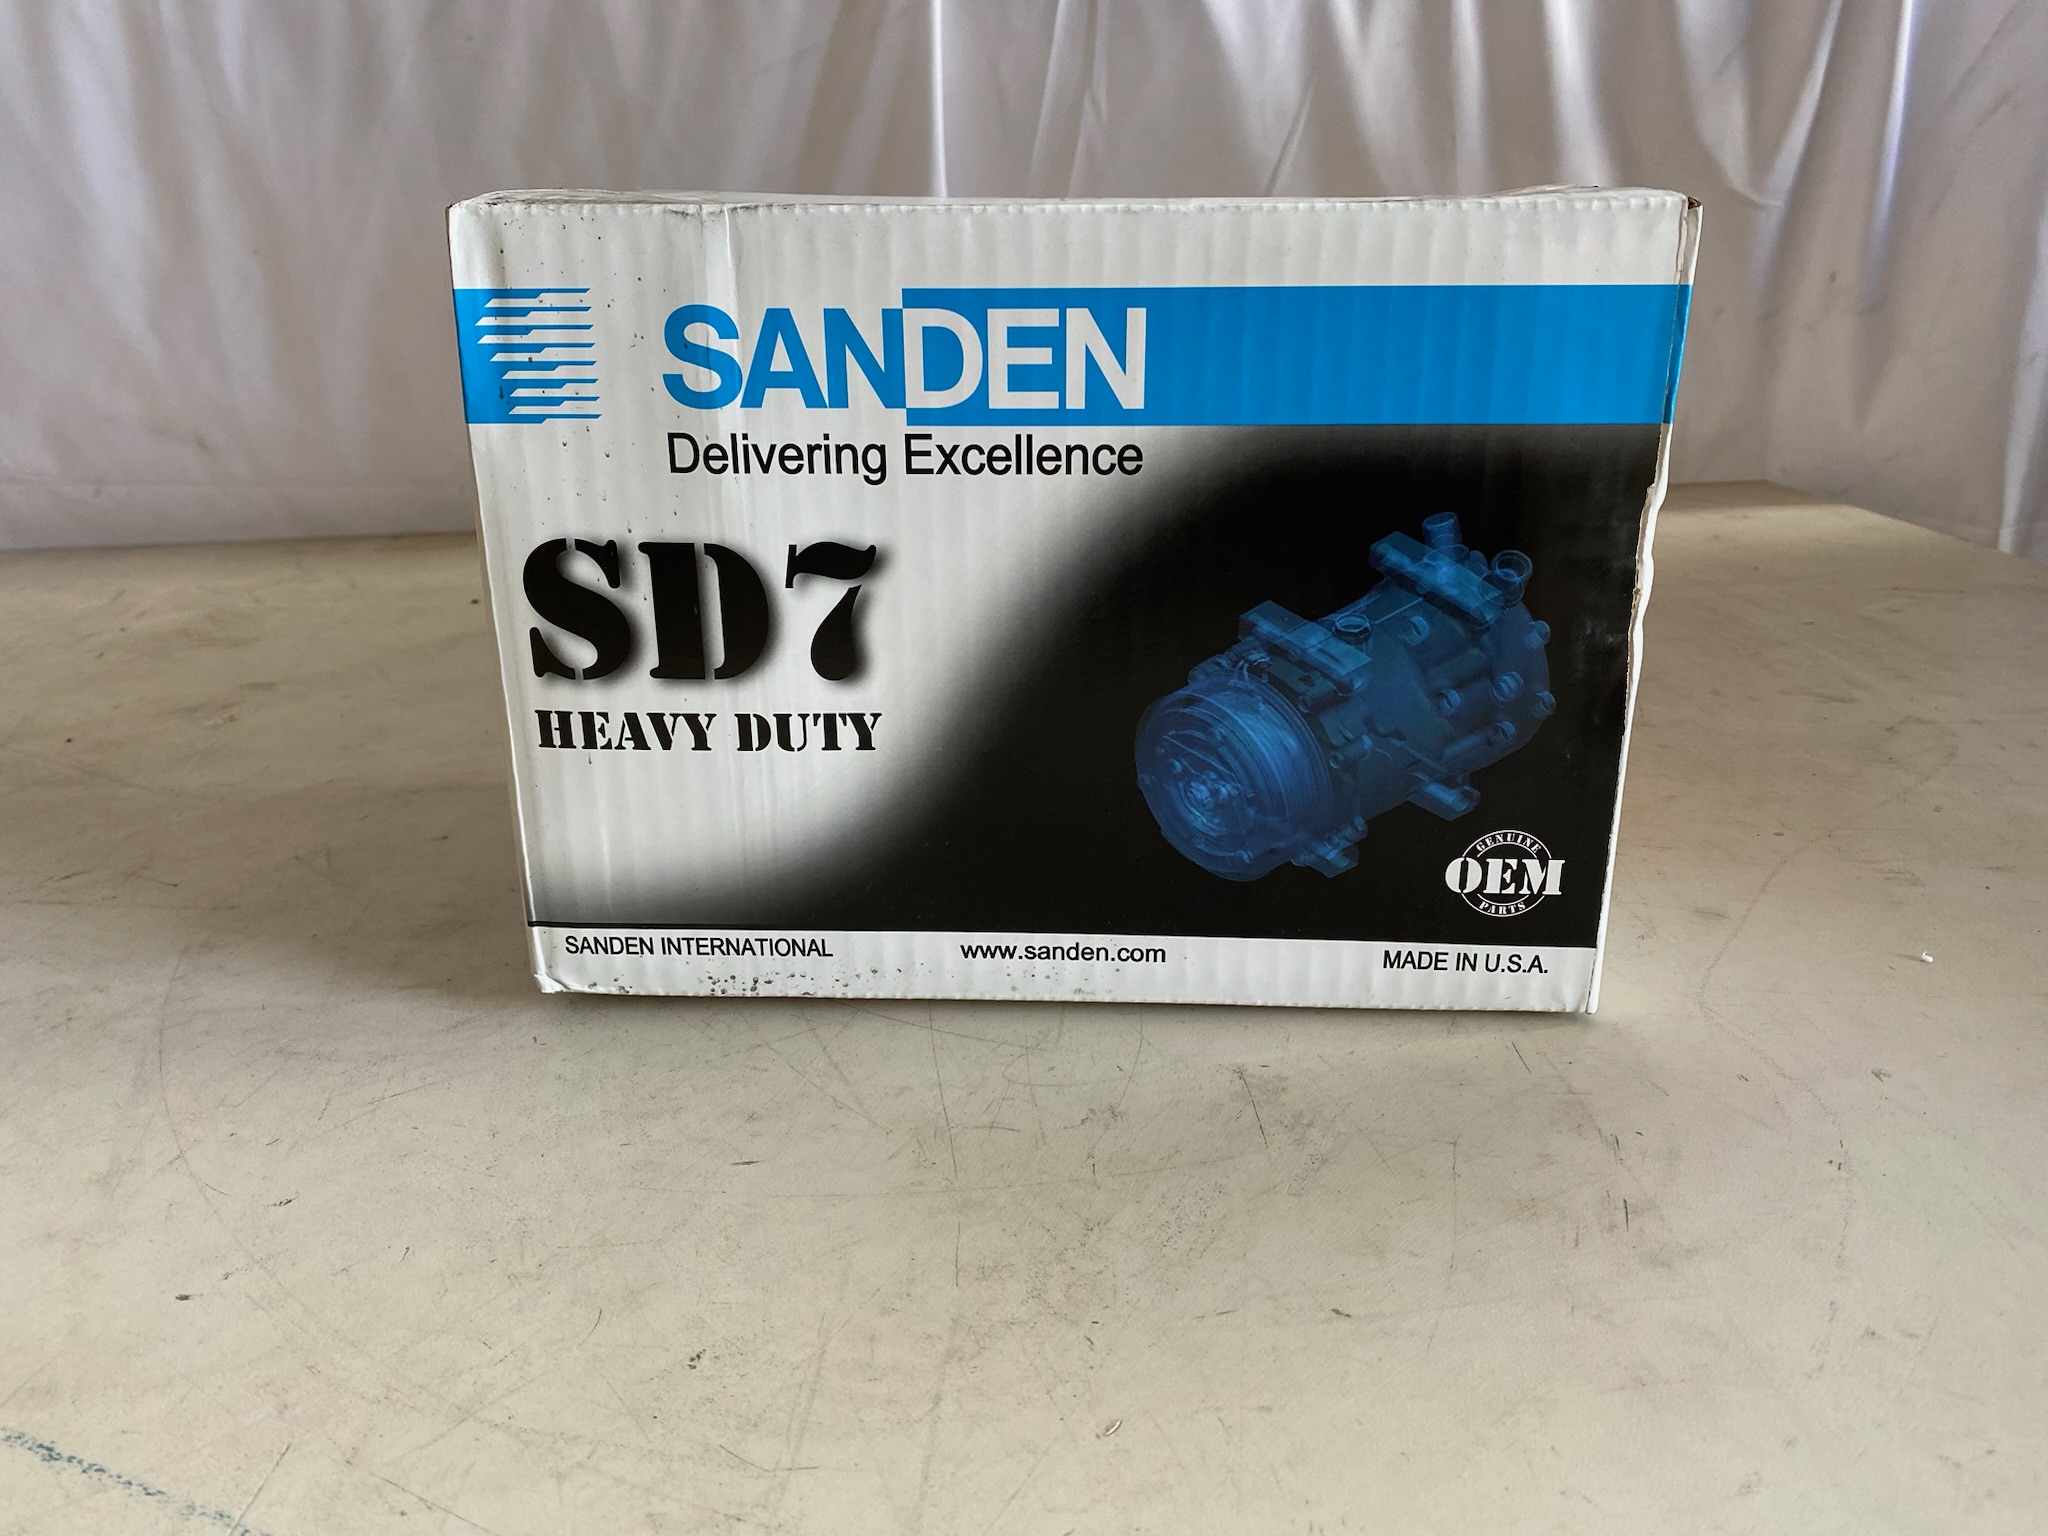 SANDEN
Delivering Excellence
SD7
HEAVY DUTY
GENUINE
OEM
PARTS
SANDEN INTERNATIONAL
www.sanden.com
MADE IN U.S.A.